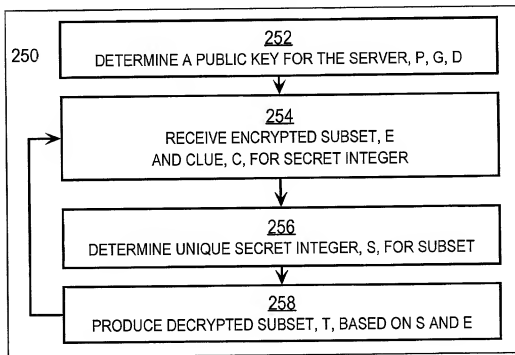 250
252
DETERMINE A PUBLIC KEY FOR THE SERVER, P, G, D
254
RECEIVE ENCRYPTED SUBSET, E
AND CLUE, C, FOR SECRET INTEGER
256
DETERMINE UNIQUE SECRET INTEGER, S, FOR SUBSET
258
PRODUCE DECRYPTED SUBSET, T, BASED ON S AND E